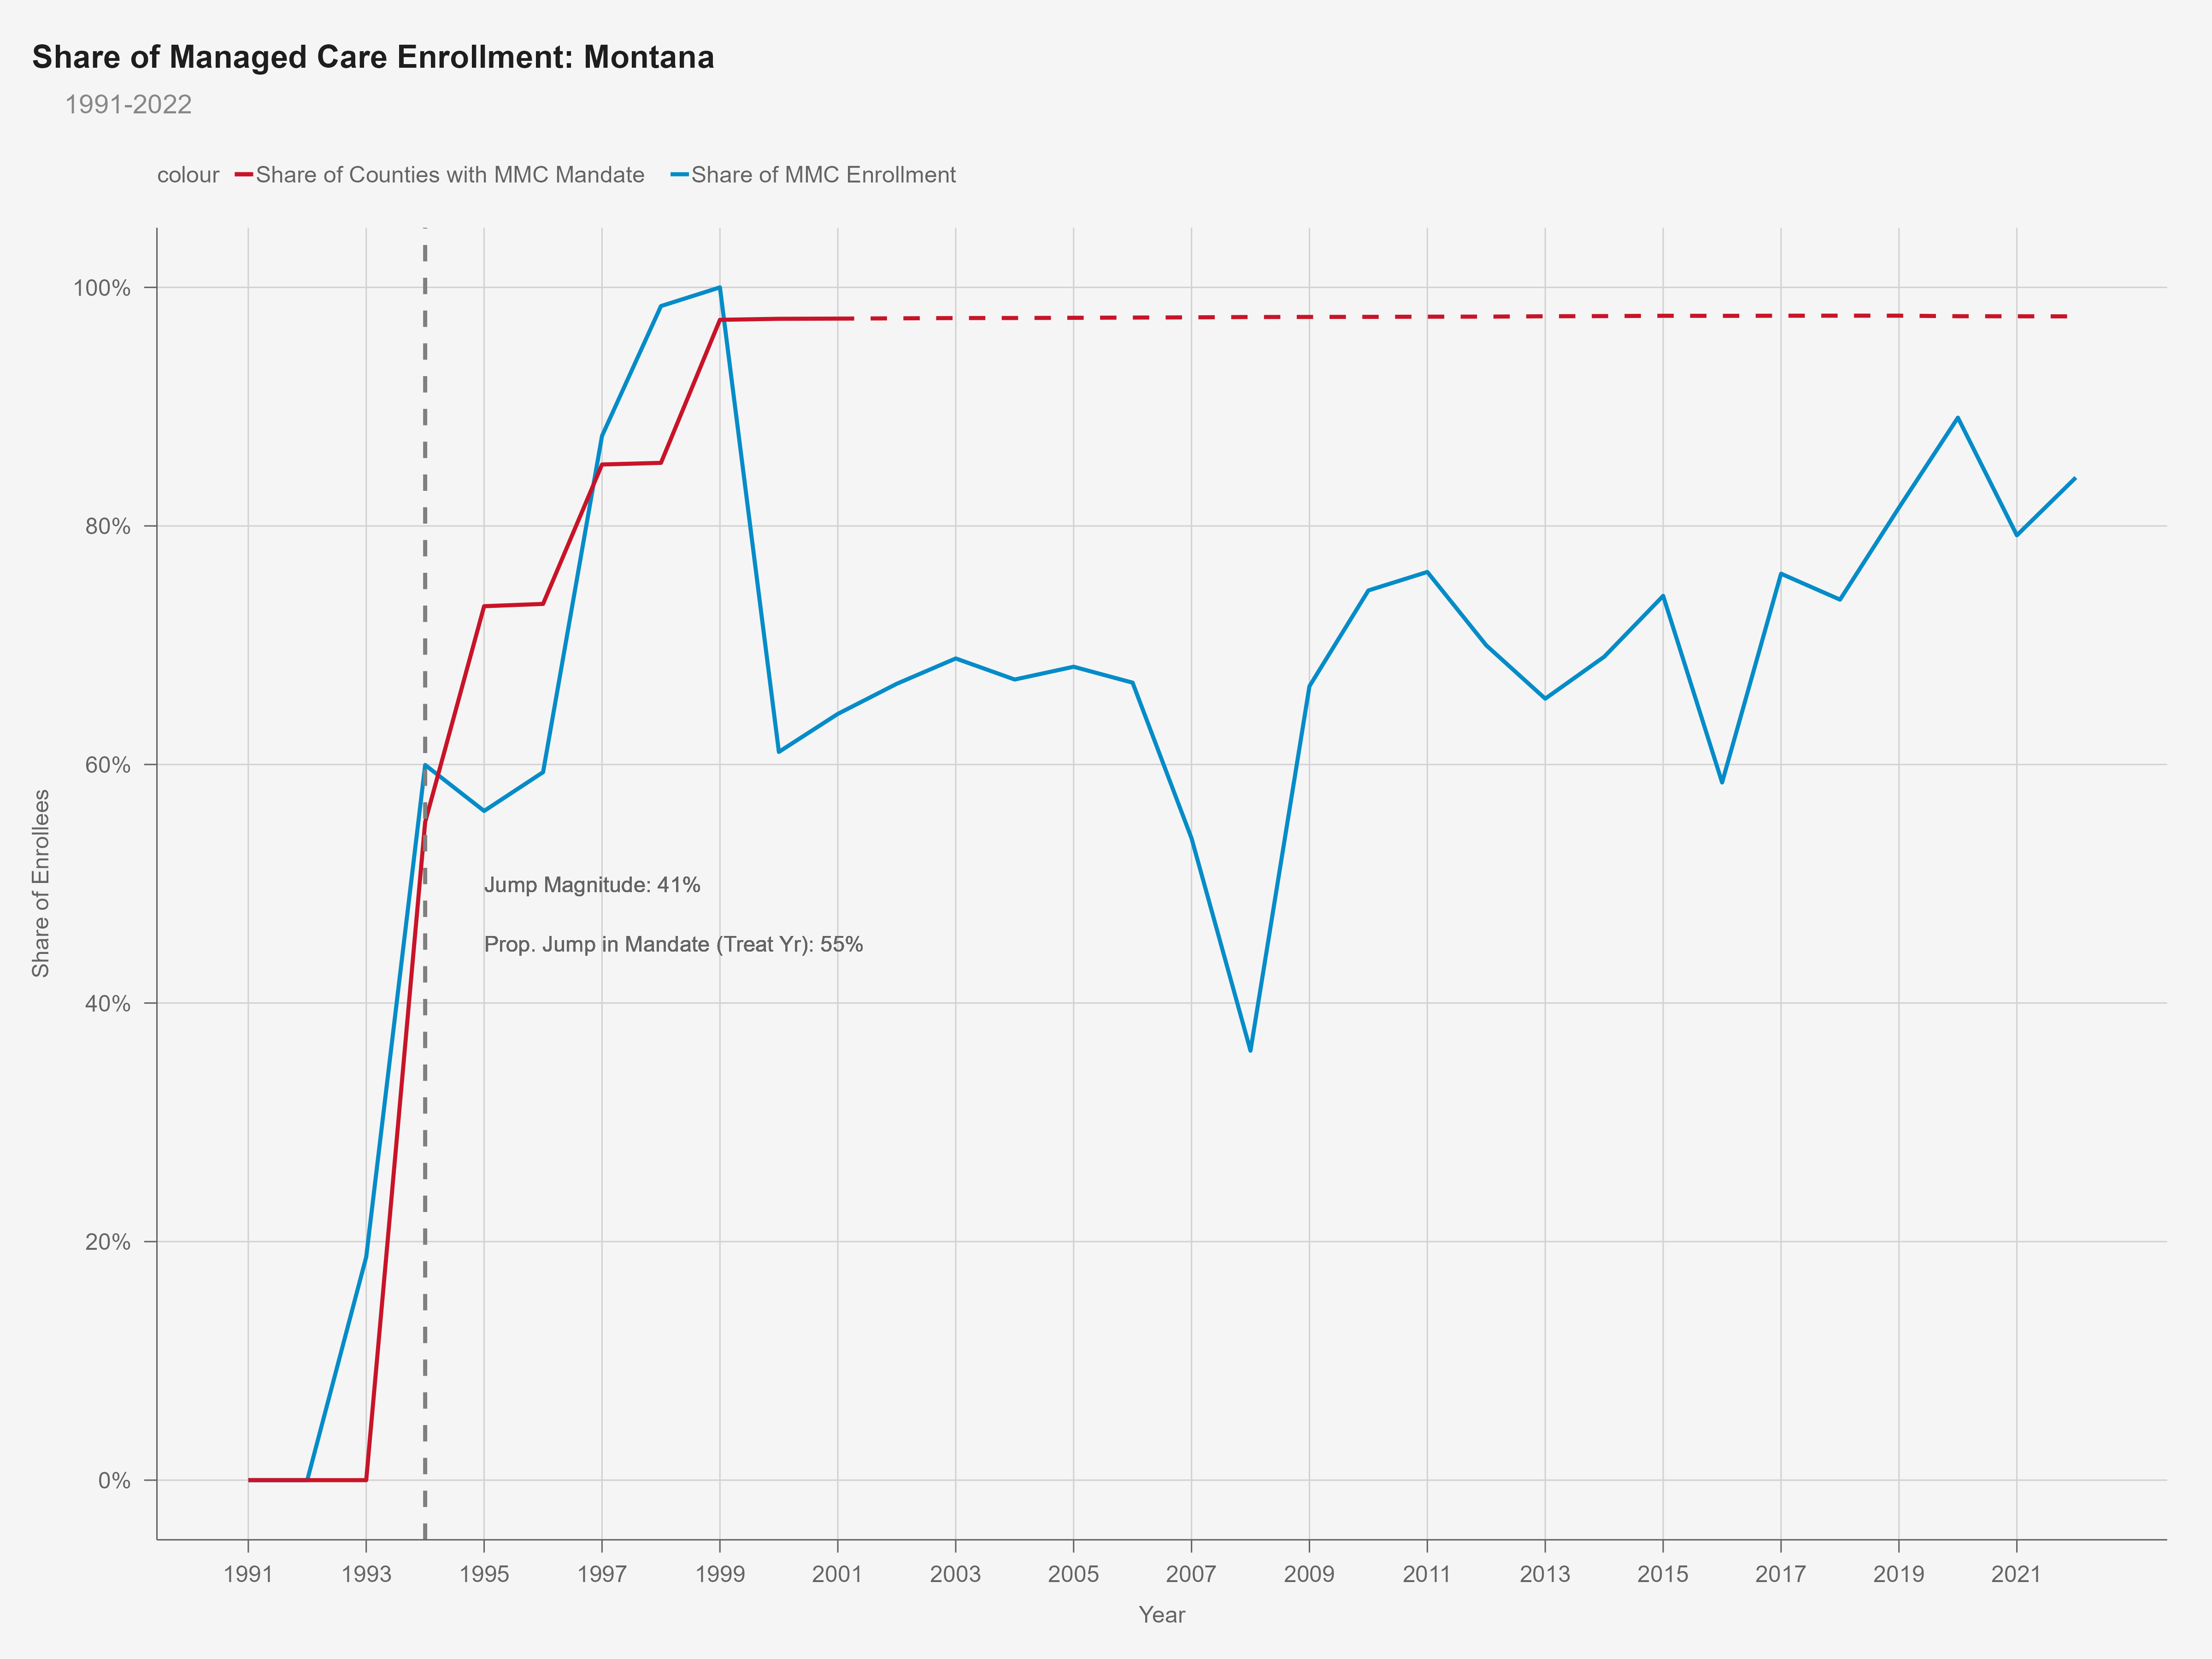 Share of Managed Care Enrollment: Montana
1991-2022
colour Share of Counties with MMC Mandate Share of MMC Enrollment
100%
80%
60%
40%
20%
0%
Share of Enrollees
Jump Magnitude: 41%
Prop. Jump in Mandate (Treat Yr): 55%
1991 1993 1995 1997 1999 2001 2003 2005 2007 2009 2011 2013 2015 2017 2019 2021
Year